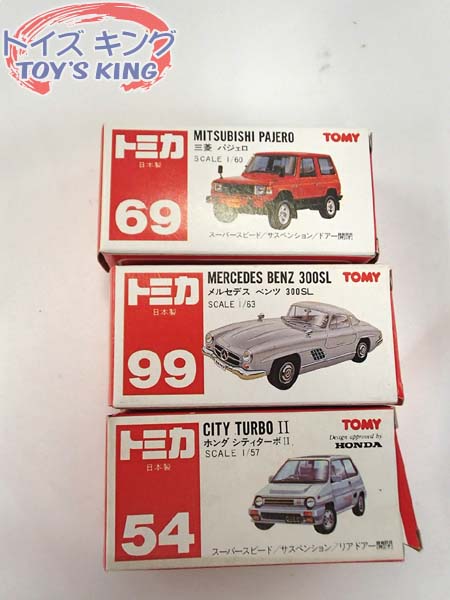 トイズ キング
TOY'S KING
トミカ
日本製
69
MITSUBISHI PAJERO
三菱 パジェロ
SCALE 1/60
TOMY
スーパースピード/サスペンション/ドアー開閉
トミカ
日本製
99
MERCEDES BENZ 300SL
メルセデス ベンツ 300SL
SCALE 1/63
TOMY
トミカ
日本製
54
CITY TURBO II
ホンダ シティターボII
SCALE 1/57
TOMY
Design approved by
HONDA
スーパースピード/サスペンション/リアドアー開閉